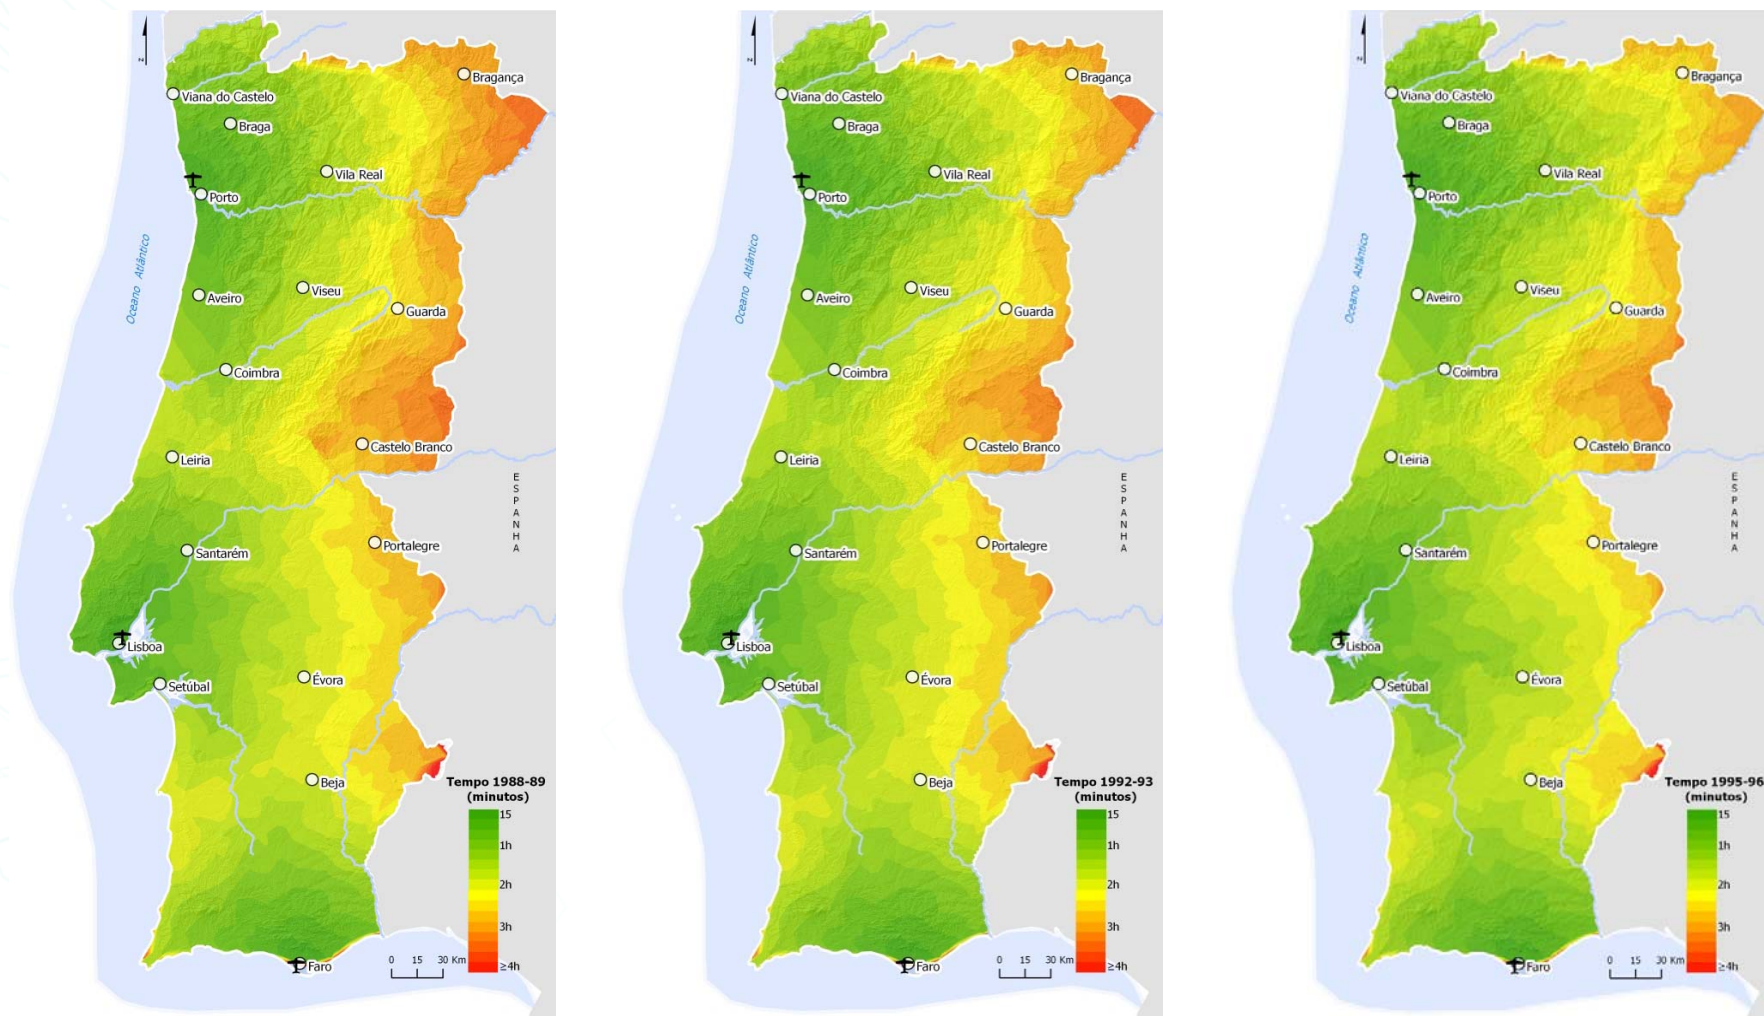 N
Bragança
Viana do Castelo
Braga
Vila Real
Porto
Oceano Atlântico
Aveiro
Viseu
Guarda
Coimbra
Castelo Branco
Leiria
ESPANHA
Portalegre
Santarém
Lisboa
Évora
Setúbal
Beja
Tempo 1988-89
(minutos)
15
1h
2h
3h
≥4h
Faro
0 15 30 Km
N
Bragança
Viana do Castelo
Braga
Vila Real
Porto
Oceano Atlântico
Aveiro
Viseu
Guarda
Coimbra
Castelo Branco
Leiria
ESPANHA
Portalegre
Santarém
Lisboa
Évora
Setúbal
Beja
Tempo 1992-93
(minutos)
15
1h
2h
3h
≥4h
Faro
0 15 30 Km
N
Bragança
Viana do Castelo
Braga
Vila Real
Porto
Oceano Atlântico
Aveiro
Viseu
Guarda
Coimbra
Castelo Branco
Leiria
ESPANHA
Portalegre
Santarém
Lisboa
Évora
Setúbal
Beja
Tempo 1995-96
(minutos)
15
1h
2h
3h
≥4h
Faro
0 15 30 Km